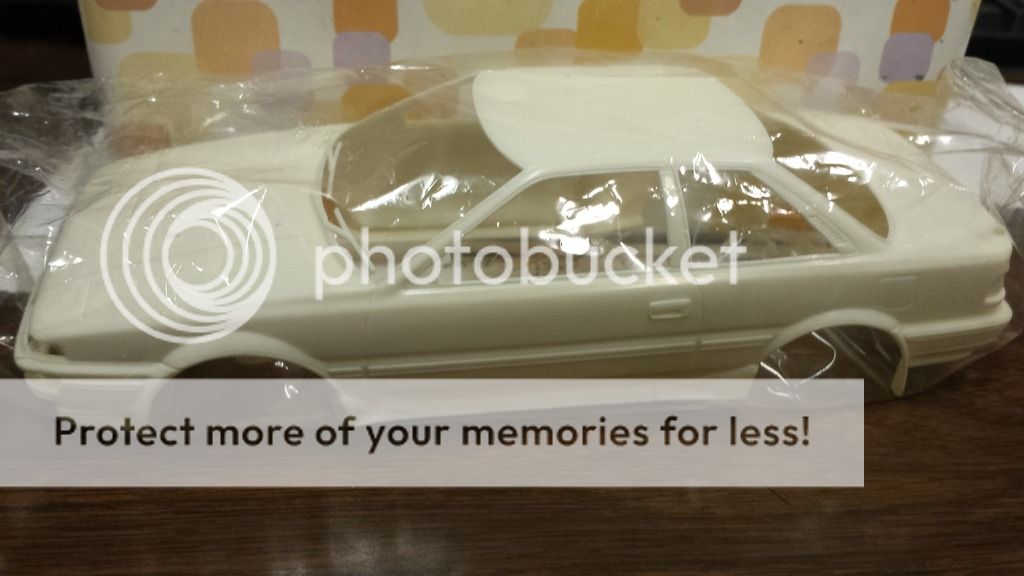 photobucket
Protect more of your memories for less!